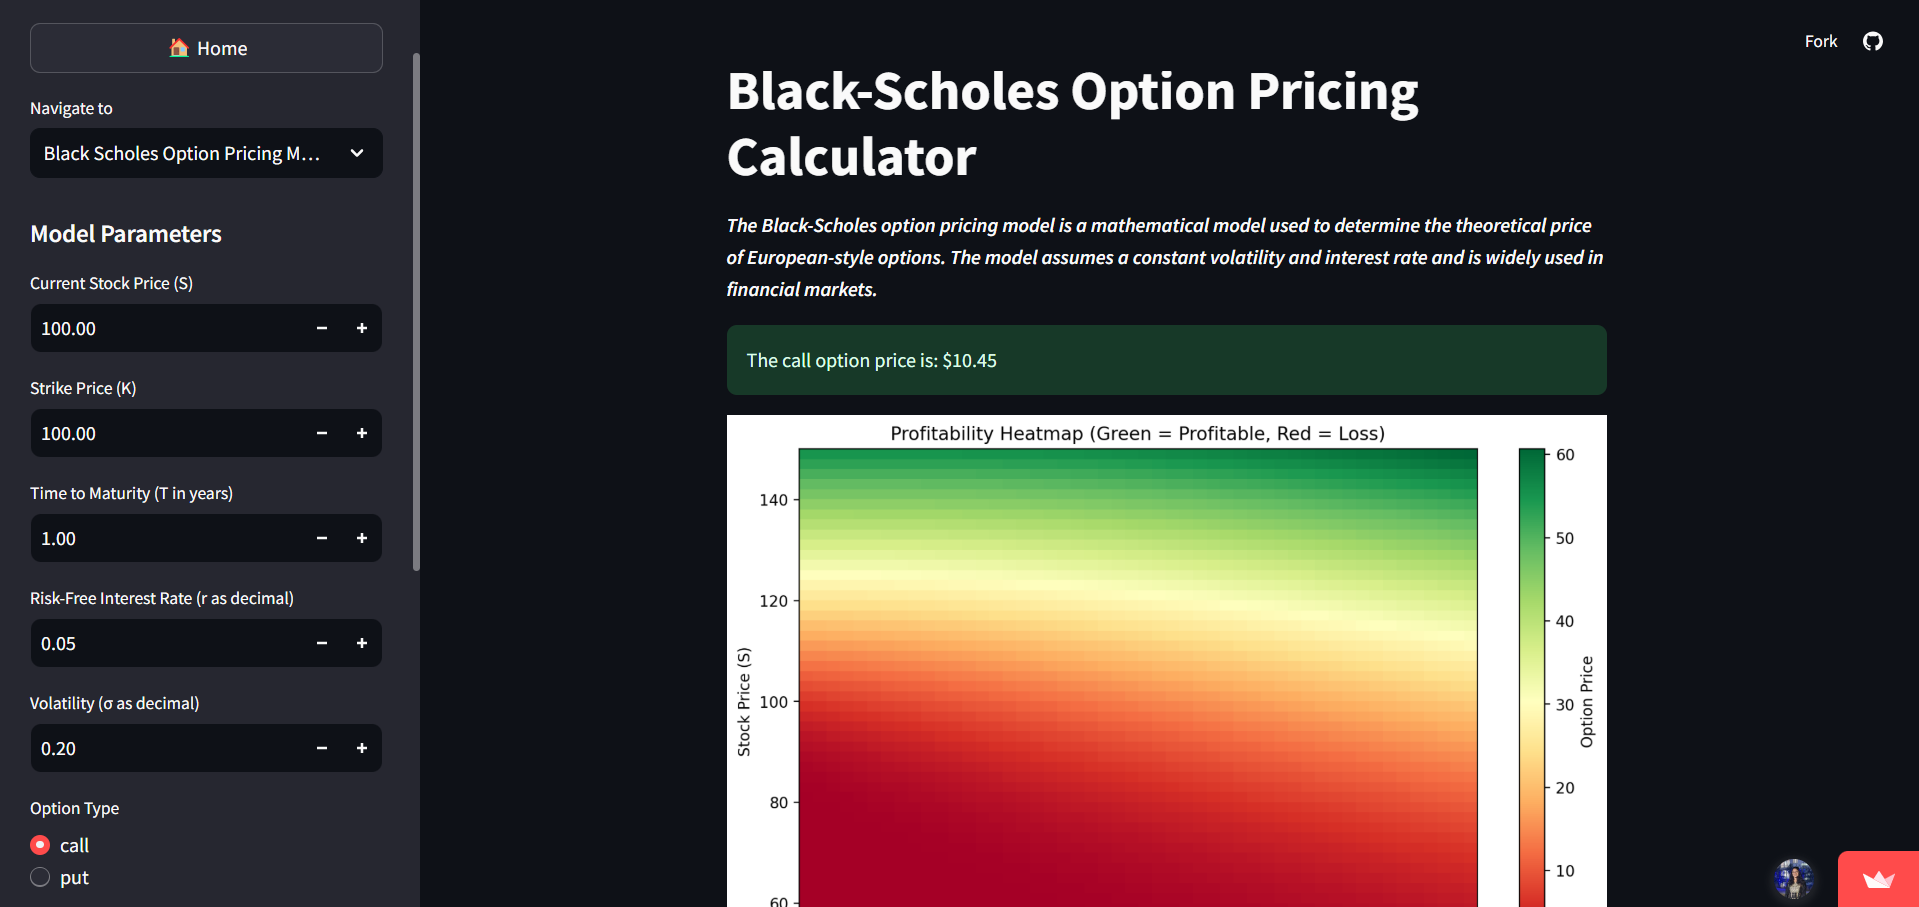 Home
Navigate to
Black Scholes Option Pricing M...
Model Parameters
Current Stock Price (S)
100.00
Strike Price (K)
100.00
Time to Maturity (T in years)
1.00
Risk-Free Interest Rate (r as decimal)
0.05
Volatility (σ as decimal)
0.20
Option Type
call
put
Fork
Black-Scholes Option Pricing
Calculator
The Black-Scholes option pricing model is a mathematical model used to determine the theoretical price
of European-style options. The model assumes a constant volatility and interest rate and is widely used in
financial markets.
The call option price is: $10.45
Profitability Heatmap (Green = Profitable, Red = Loss)
Stock Price (S)
140
120
100
80
60
60
50
40
30
20
10
Option Price